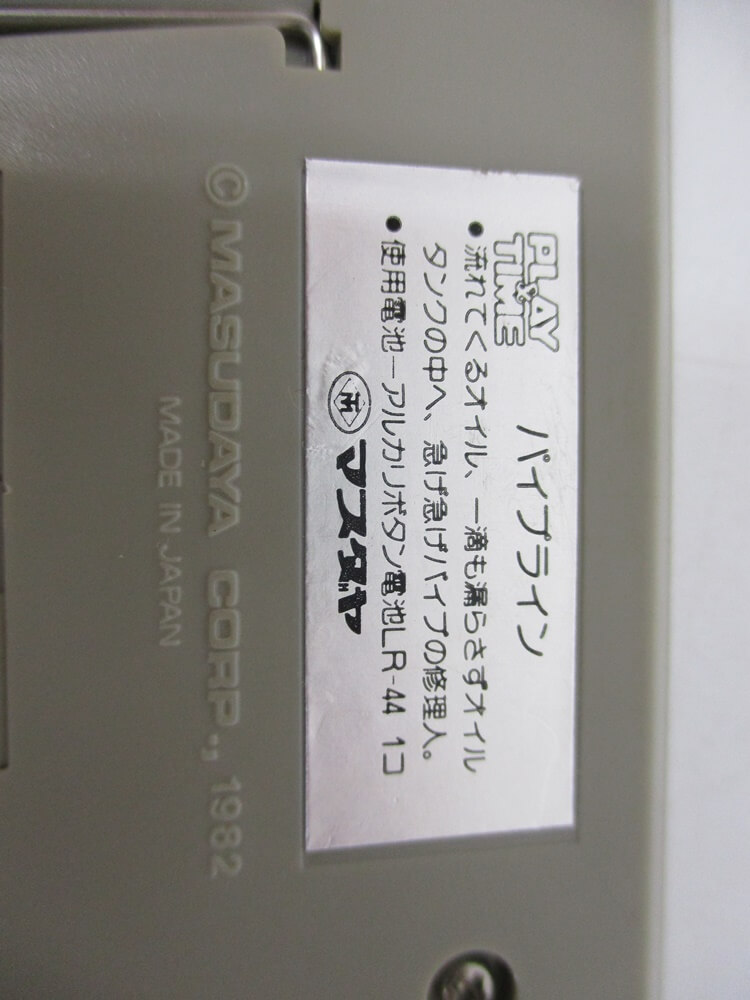 PLAY
& TIME
パイプライン
●流れてくるオイル、一滴も漏らさずオイル
タンクの中へ、急げ急げパイプの修理人。
●使用電池ーアルカリボタン電池LR-44 1コ
マスダヤ
© MASUDAYA CORP., 1982
MADE IN JAPAN